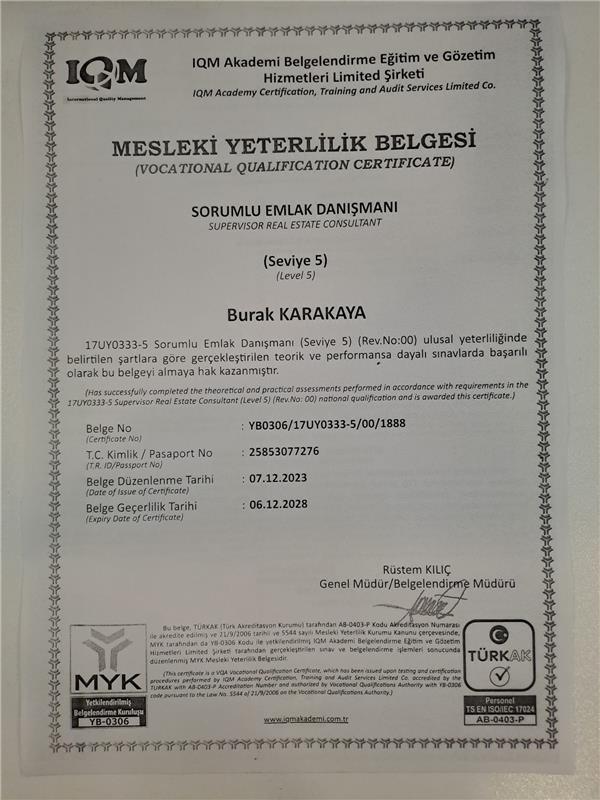 IQM
International Quality Management
IQM Akademi Belgelendirme Eğitim ve Gözetim
Hizmetleri Limited Şirketi
IQM Academy Certification, Training and Audit Services Limited Co.
MESLEKİ YETERLİLİK BELGESİ
(VOCATIONAL QUALIFICATION CERTIFICATE)
SORUMLU EMLAK DANIŞMANI
SUPERVISOR REAL ESTATE CONSULTANT
(Seviye 5)
(Level 5)
Burak KARAKAYA
17UY0333-5 Sorumlu Emlak Danışmanı (Seviye 5) (Rev.No:00) ulusal yeterliliğinde
belirtilen şartlara göre gerçekleştirilen teorik ve performansa dayalı sınavlarda başarılı
olarak bu belgeyi almaya hak kazanmıştır.
(Has successfully completed the theoretical and practical assessments performed in accordance with requirements in the
17UY0333-5 Supervisor Real Estate Consultant (Level 5) (Rev.No: 00) national qualification and is awarded this certificate.)
Belge No : YB0306/17UY0333-5/00/1888
(Certificate No)
T.C. Kimlik / Pasaport No : 25853077276
(T.R. ID/Passport No)
Belge Düzenlenme Tarihi : 07.12.2023
(Date of Issue of Certificate)
Belge Geçerlilik Tarihi : 06.12.2028
(Expiry Date of Certificate)
Rüstem KILIÇ
Genel Müdür/Belgelendirme Müdürü
Bu belge, TÜRKAK (Türk Akreditasyon Kurumu) tarafından AB-0403-P Kodu Akreditasyon Numarası
ile akredite edilmiş ve 21/9/2006 tarihli ve 5544 sayılı Mesleki Yeterlilik Kurumu Kanunu çerçevesinde,
MYK tarafından da YB-0306 Kodu ile yetkilendirilmiş IQM Akademi Belgelendirme Eğitim ve Gözetim
Hizmetleri Limited Şirketi tarafından gerçekleştirilen sınav ve belgelendirme işlemleri sonucunda
düzenlenmiş MYK Mesleki Yeterlilik Belgesidir.
(This certificate is a VQA Vocational Qualification Certificate, which has been issued upon testing and certification
procedures performed by IQM Academy Certification, Training and Audit Services Limited Co. accredited by the
TURKAK with AB-0403-P Accreditation Number and authorized by Vocational Qualifications Authority with YB-0306
code pursuant to the Law No. 5544 of 21/9/2006 on the Vocational Qualifications Authority.)
MYK
Yetkilendirilmiş
Belgelendirme Kuruluşu
YB-0306
www.iqmakademi.com.tr
TÜRKAK
Personel
TS EN ISO/IEC 17024
AB-0403-P